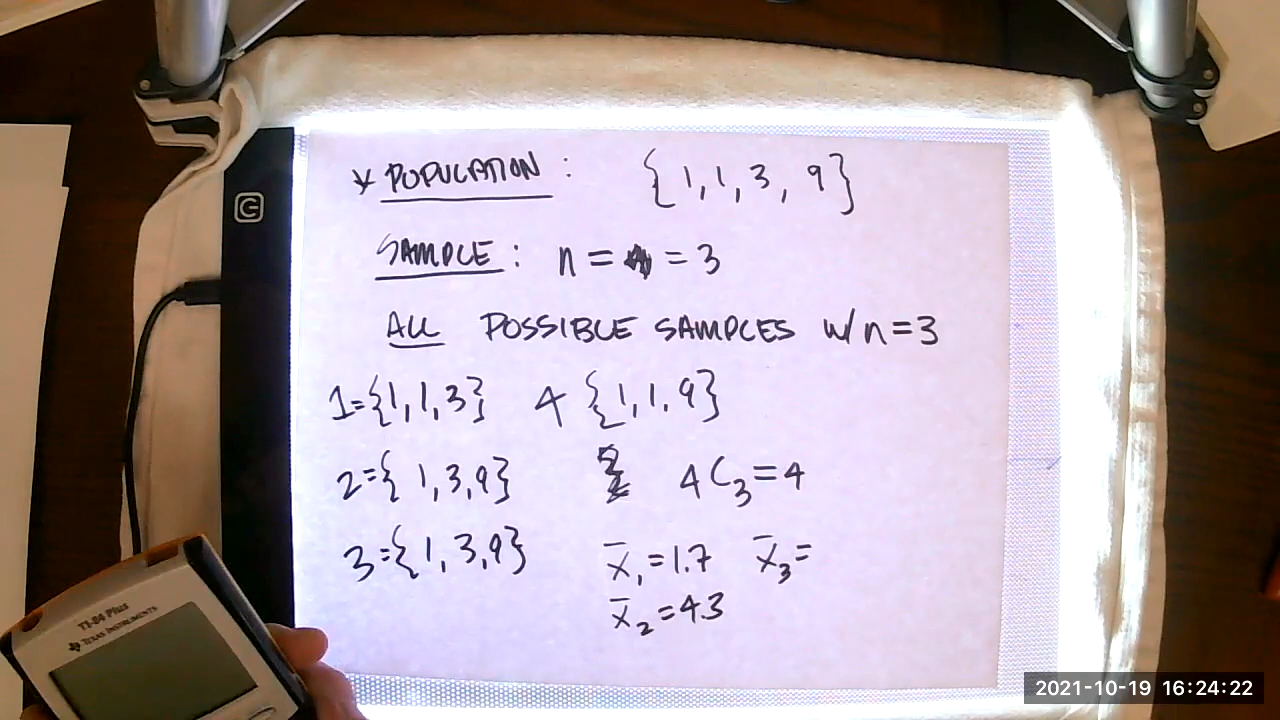 * POPULATION : {1,1,3,9}
SAMPLE : n = = 3
ALL POSSIBLE SAMPLES w/ n=3
1={1,1,3} 4 {1,1,9}
2={1,3,9} 4C₃=4
3={1,3,9} x̄₁=1.7 x̄₃=
x̄₂=4.3
TI-84 Plus
TEXAS INSTRUMENTS
2021-10-19 16:24:22